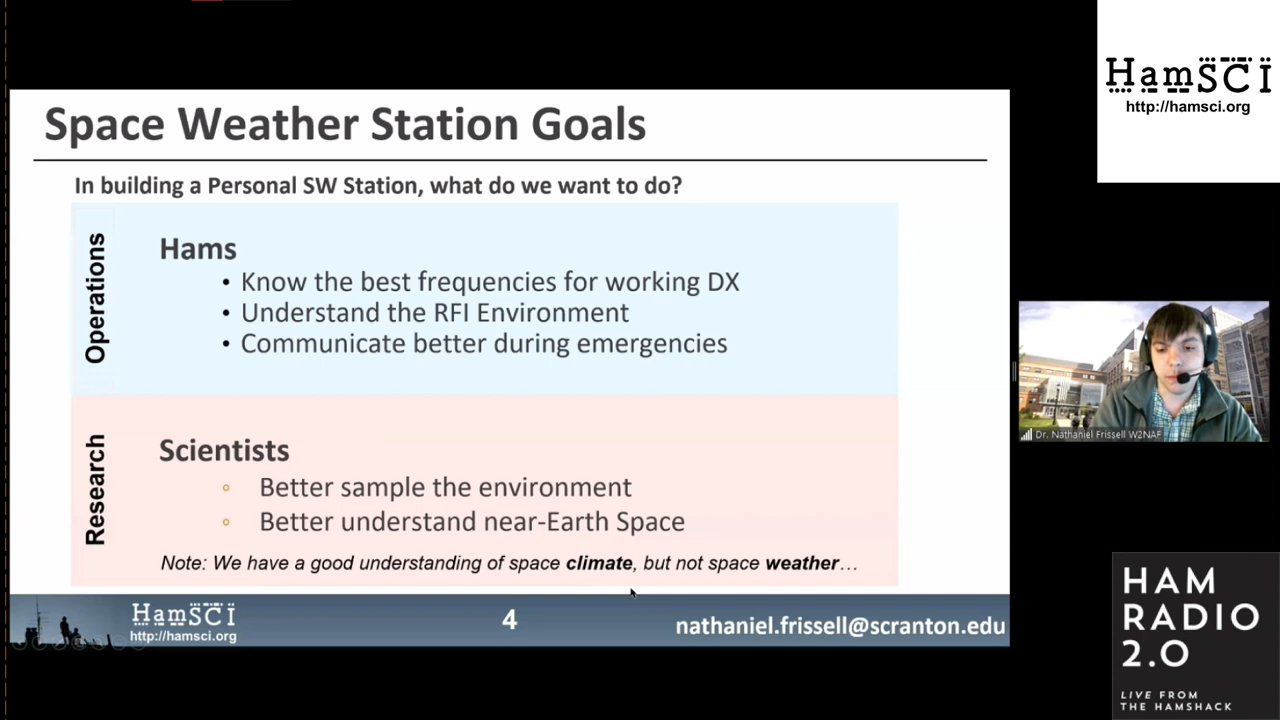 Space Weather Station Goals
In building a Personal SW Station, what do we want to do?
Operations
Hams
• Know the best frequencies for working DX
• Understand the RFI Environment
• Communicate better during emergencies
Research
Scientists
◦ Better sample the environment
◦ Better understand near-Earth Space
Note: We have a good understanding of space climate, but not space weather…
HamSCI
http://hamsci.org
4
nathaniel.frissell@scranton.edu
HamSCI
http://hamsci.org
Dr. Nathaniel Frissell W2NAF
HAM
RADIO
2.0
LIVE FROM
THE HAMSHACK